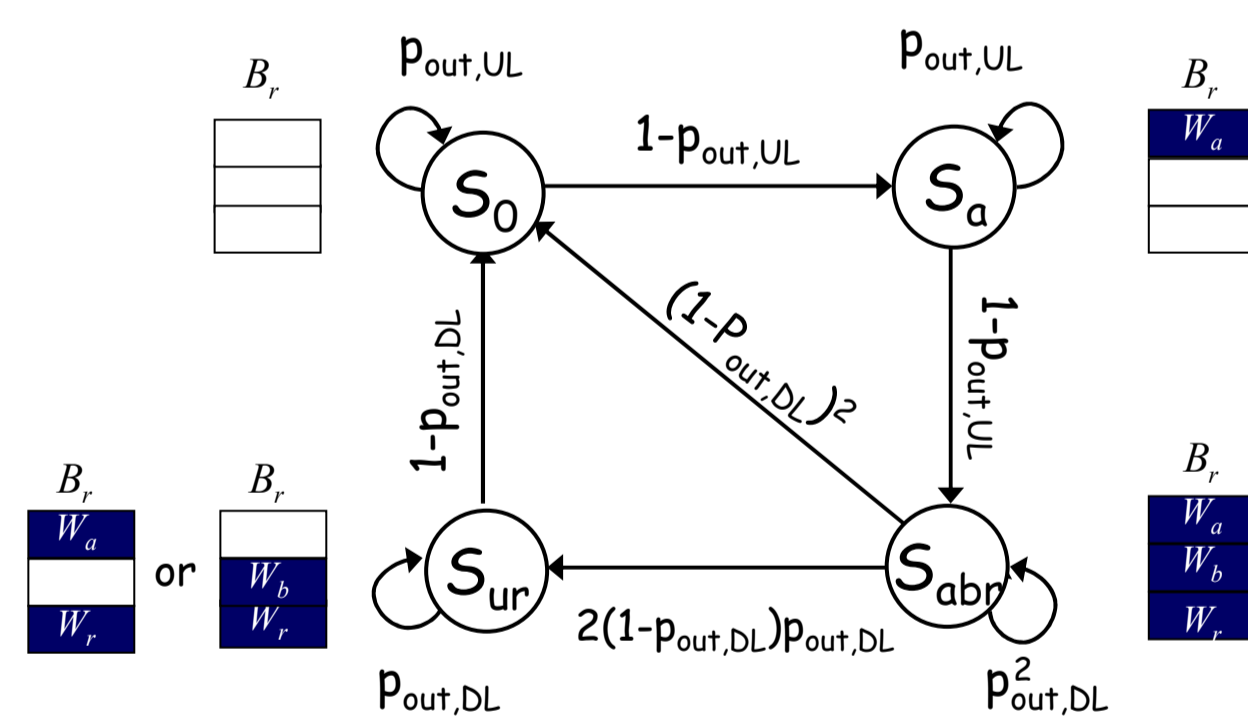 p_out,UL
p_out,UL
B_r
B_r
W_a
1-p_out,UL
S_0
S_a
(1-P_out,DL)^2
1-p_out,DL
1-p_out,UL
B_r
B_r
B_r
W_a
or
W_b
W_r
W_r
S_ur
S_abr
W_a
W_b
W_r
2(1-p_out,DL)p_out,DL
p_out,DL
p^2_out,DL